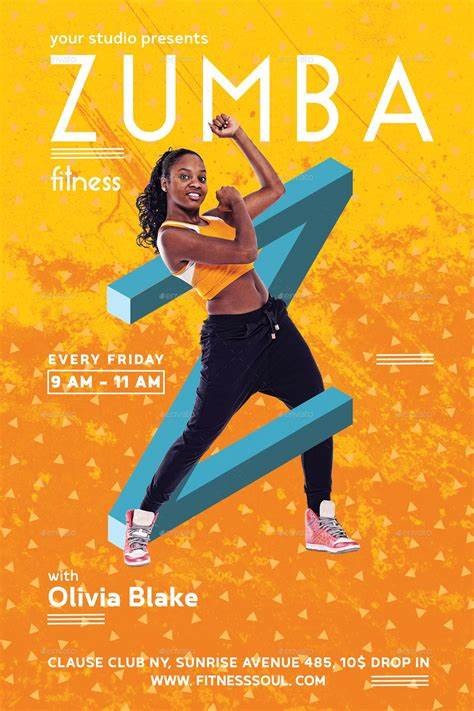 your studio presents
ZUMBA
fitness
EVERY FRIDAY
9 AM - 11 AM
with
Olivia Blake
CLAUSE CLUB NY, SUNRISE AVENUE 485, 10$ DROP IN
WWW. FITNESSSOUL. COM